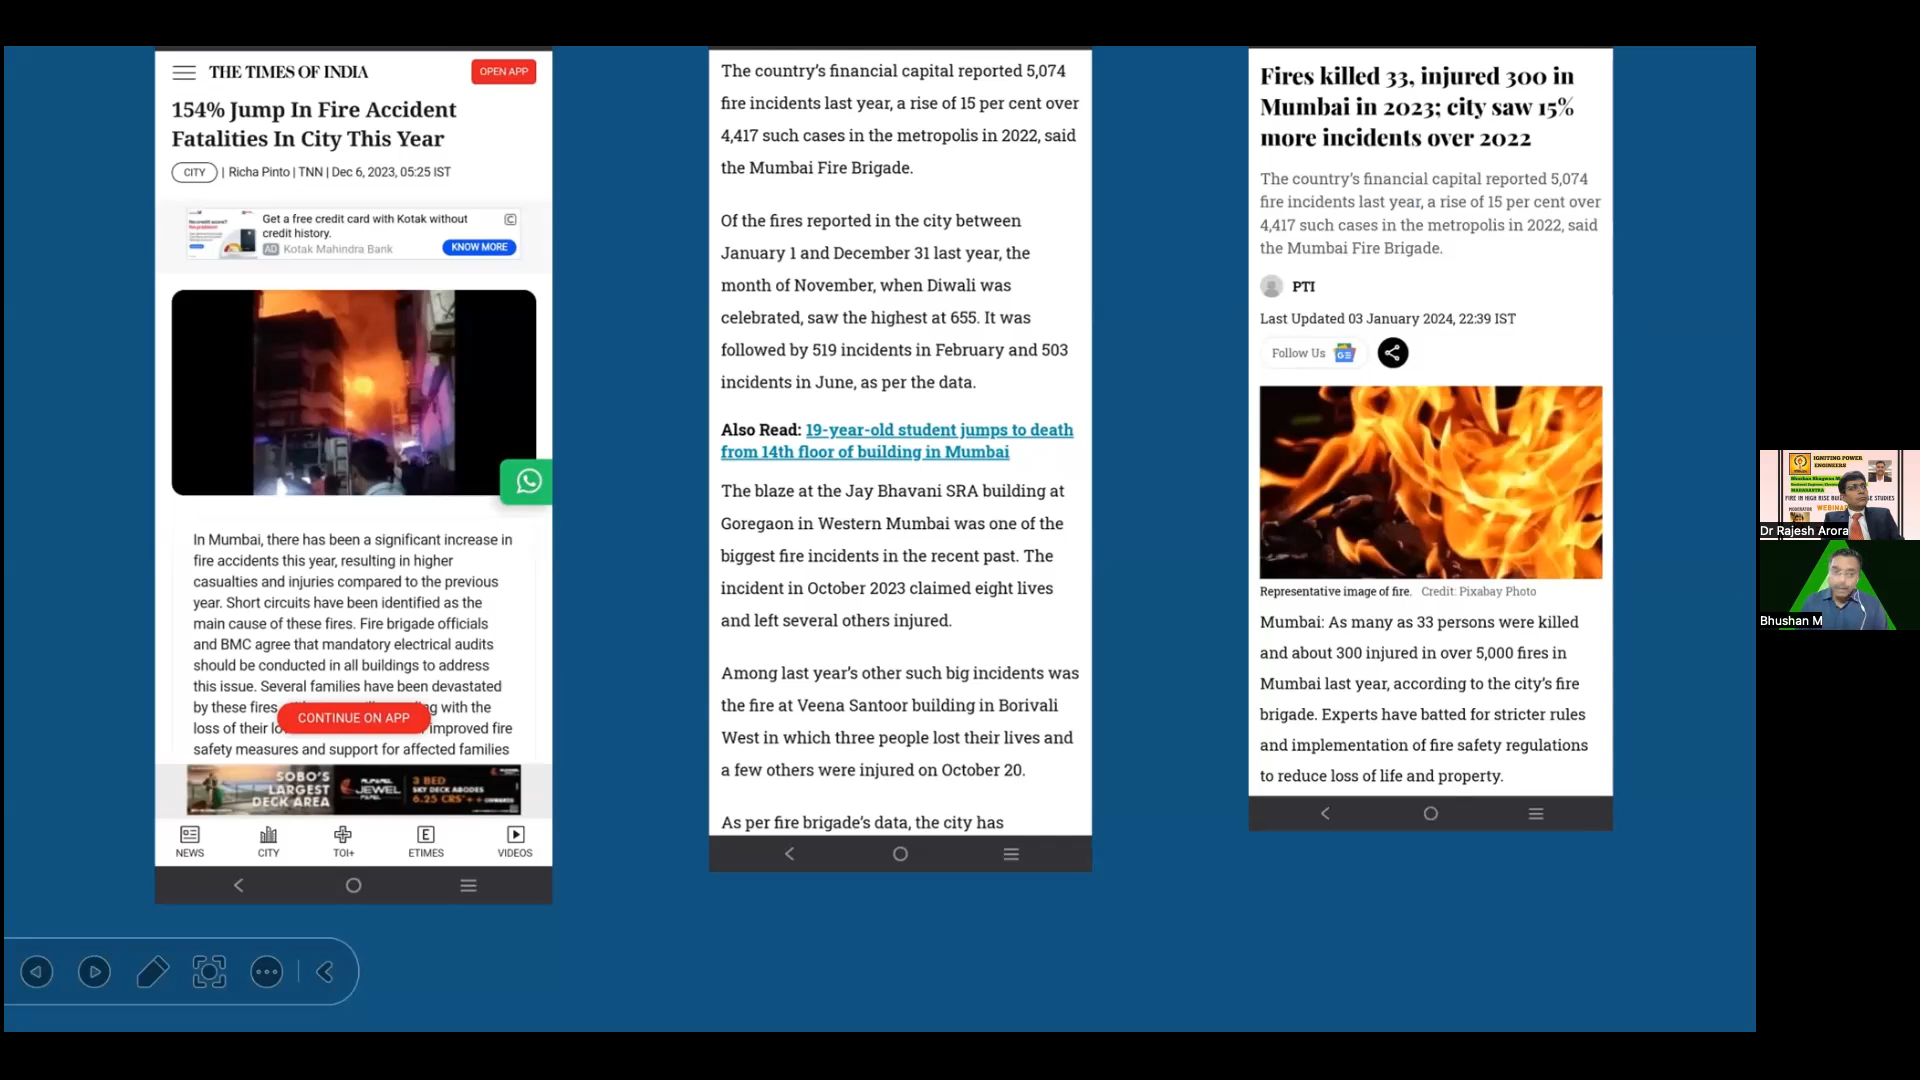 THE TIMES OF INDIA
OPEN APP
154% Jump In Fire Accident
Fatalities In City This Year
CITY | Richa Pinto | TNN | Dec 6, 2023, 05:25 IST
Get a free credit card with Kotak without
credit history.
AD Kotak Mahindra Bank
KNOW MORE
In Mumbai, there has been a significant increase in
fire accidents this year, resulting in higher
casualties and injuries compared to the previous
year. Short circuits have been identified as the
main cause of these fires. Fire brigade officials
and BMC agree that mandatory electrical audits
should be conducted in all buildings to address
this issue. Several families have been devastated
by these fires, g with the
loss of their lo improved fire
CONTINUE ON APP
safety measures and support for affected families
SOBO'S
LARGEST
DECK AREA
JEWEL
3 BED
SKY DECK ABODES
6.25 CRS*++
NEWS
CITY
TOI+
ETIMES
VIDEOS
The country's financial capital reported 5,074
fire incidents last year, a rise of 15 per cent over
4,417 such cases in the metropolis in 2022, said
the Mumbai Fire Brigade.
Of the fires reported in the city between
January 1 and December 31 last year, the
month of November, when Diwali was
celebrated, saw the highest at 655. It was
followed by 519 incidents in February and 503
incidents in June, as per the data.
Also Read: 19-year-old student jumps to death
from 14th floor of building in Mumbai
The blaze at the Jay Bhavani SRA building at
Goregaon in Western Mumbai was one of the
biggest fire incidents in the recent past. The
incident in October 2023 claimed eight lives
and left several others injured.
Among last year's other such big incidents was
the fire at Veena Santoor building in Borivali
West in which three people lost their lives and
a few others were injured on October 20.
As per fire brigade's data, the city has
Fires killed 33, injured 300 in
Mumbai in 2023; city saw 15%
more incidents over 2022
The country's financial capital reported 5,074
fire incidents last year, a rise of 15 per cent over
4,417 such cases in the metropolis in 2022, said
the Mumbai Fire Brigade.
PTI
Last Updated 03 January 2024, 22:39 IST
Follow Us
Representative image of fire. Credit: Pixabay Photo
Mumbai: As many as 33 persons were killed
and about 300 injured in over 5,000 fires in
Mumbai last year, according to the city's fire
brigade. Experts have batted for stricter rules
and implementation of fire safety regulations
to reduce loss of life and property.
IGNITING POWER
ENGINEERS
MAHARASHTRA
FIRE IN HIGH RISE
STUDIES
MODERATOR
WEBINAR
Dr Rajesh Arora
Bhushan M